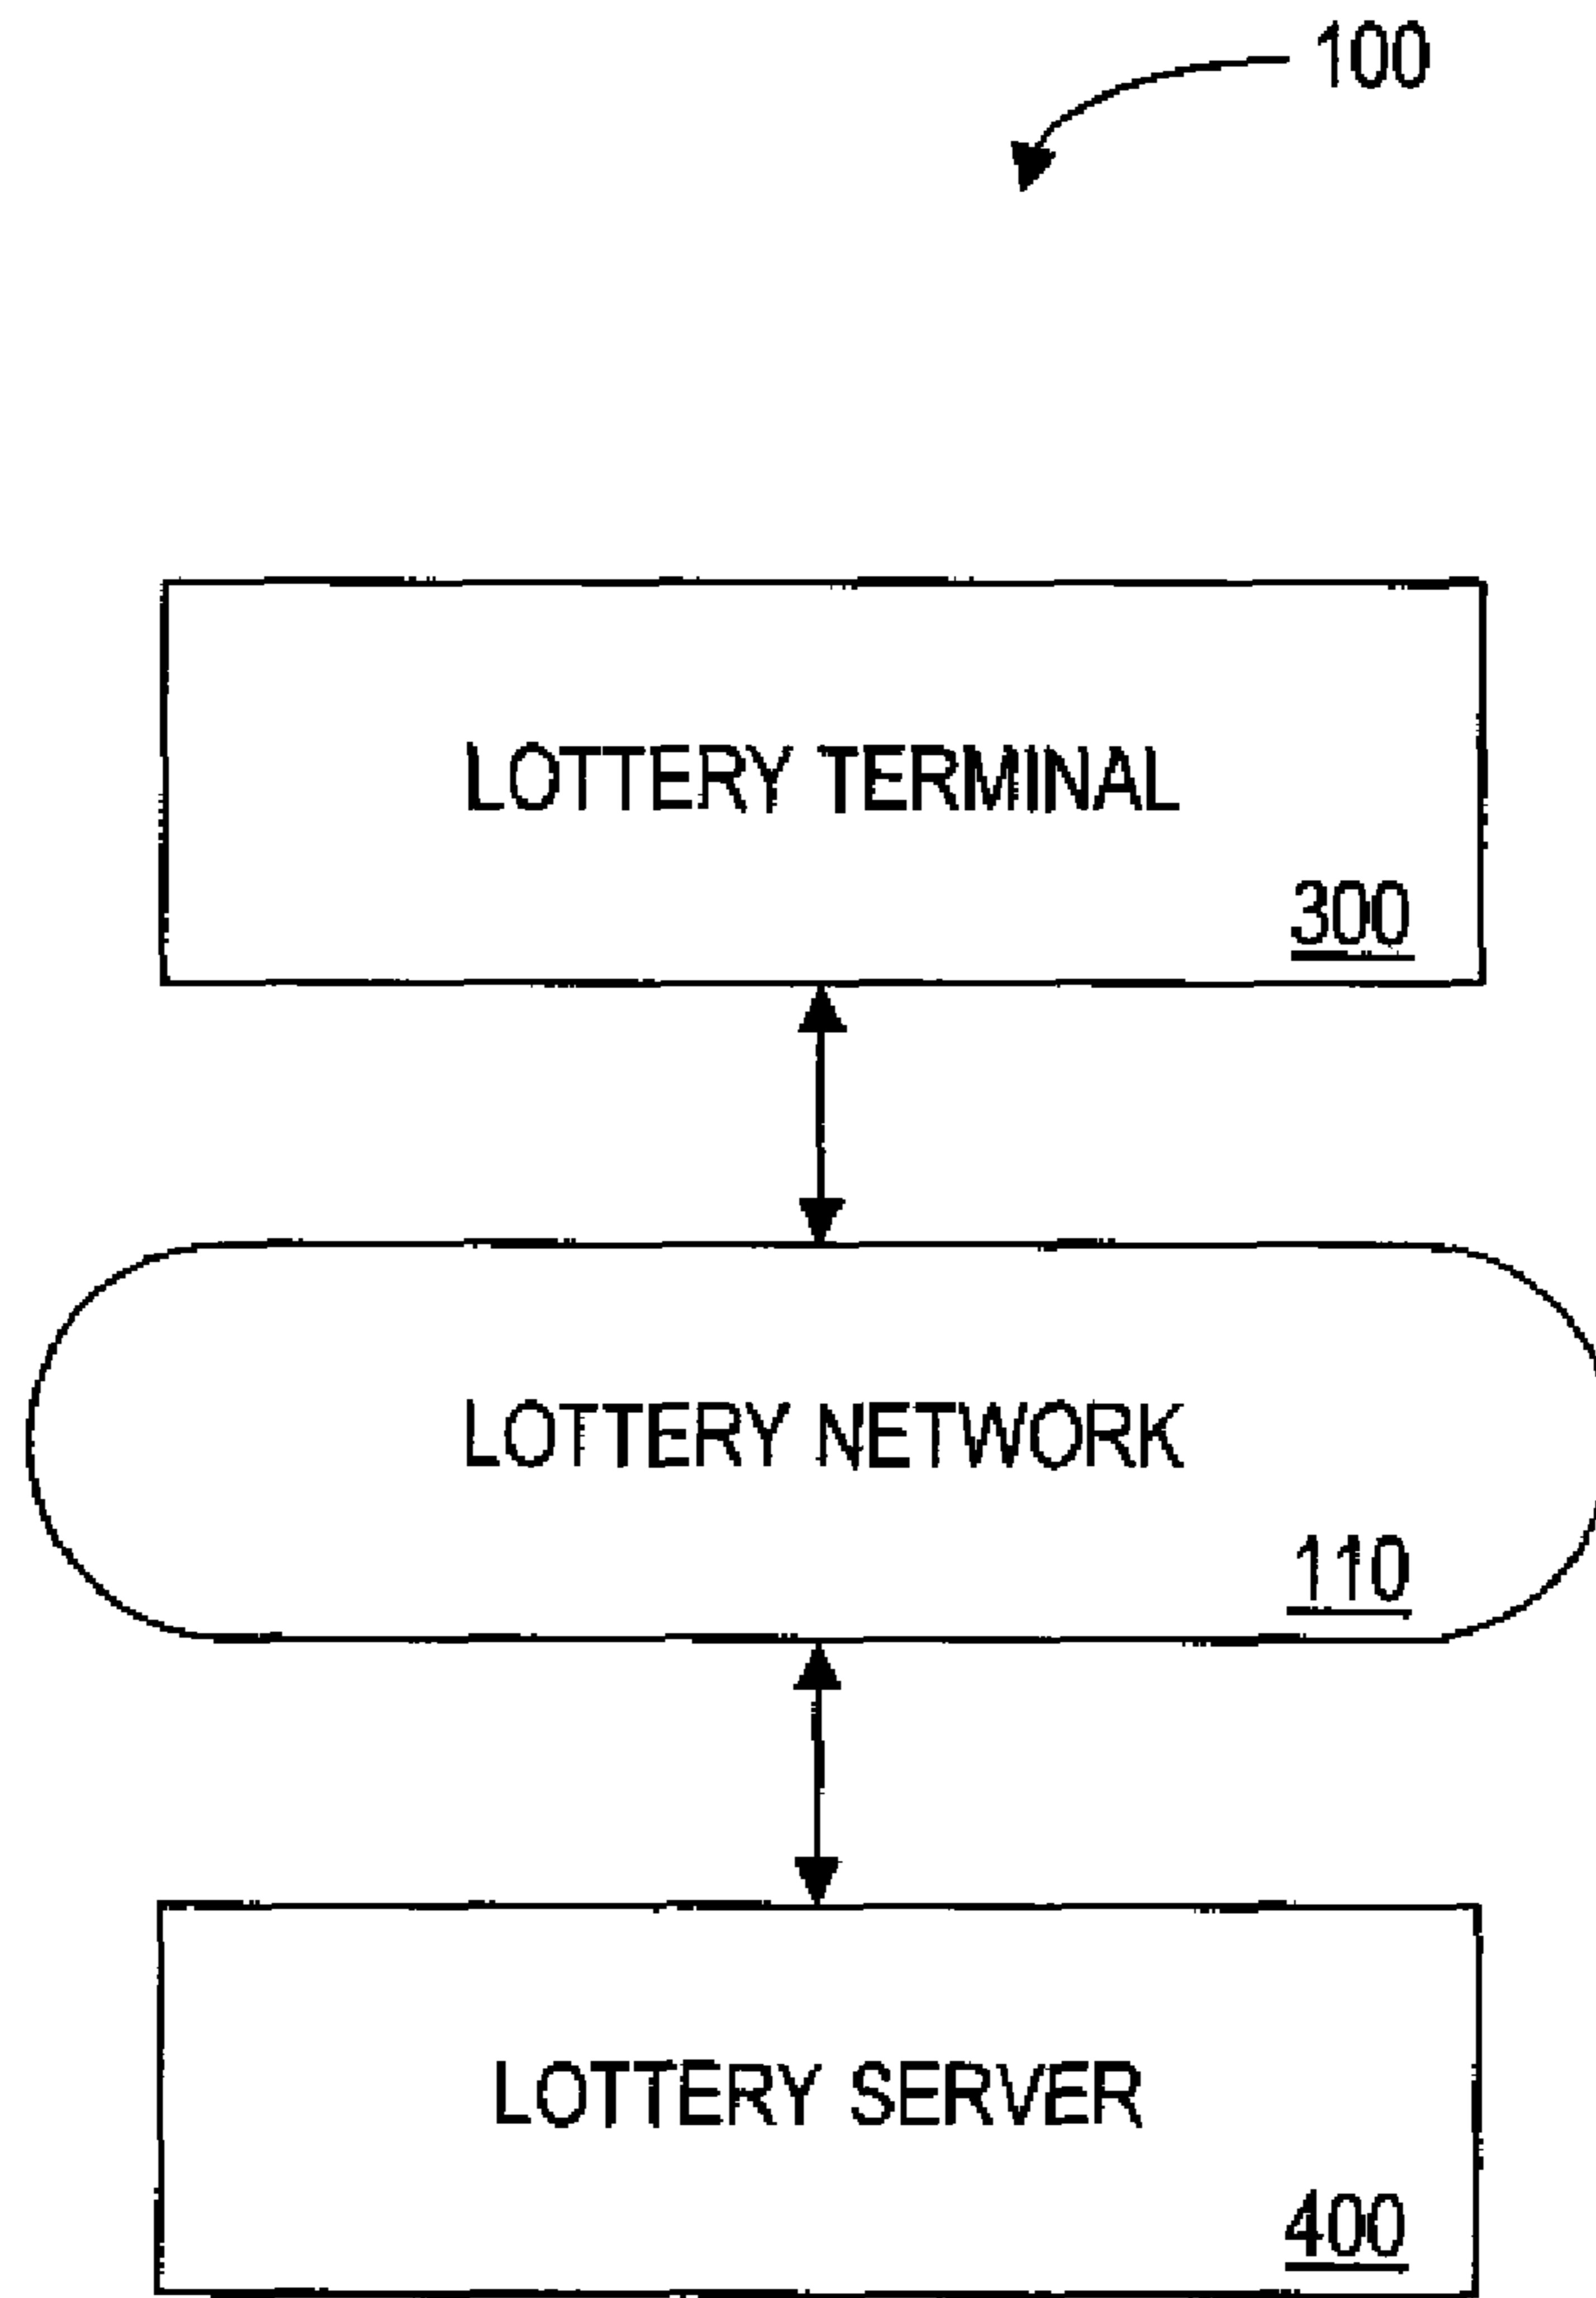 100
LOTTERY TERMINAL
300
LOTTERY NETWORK
110
LOTTERY SERVER
400